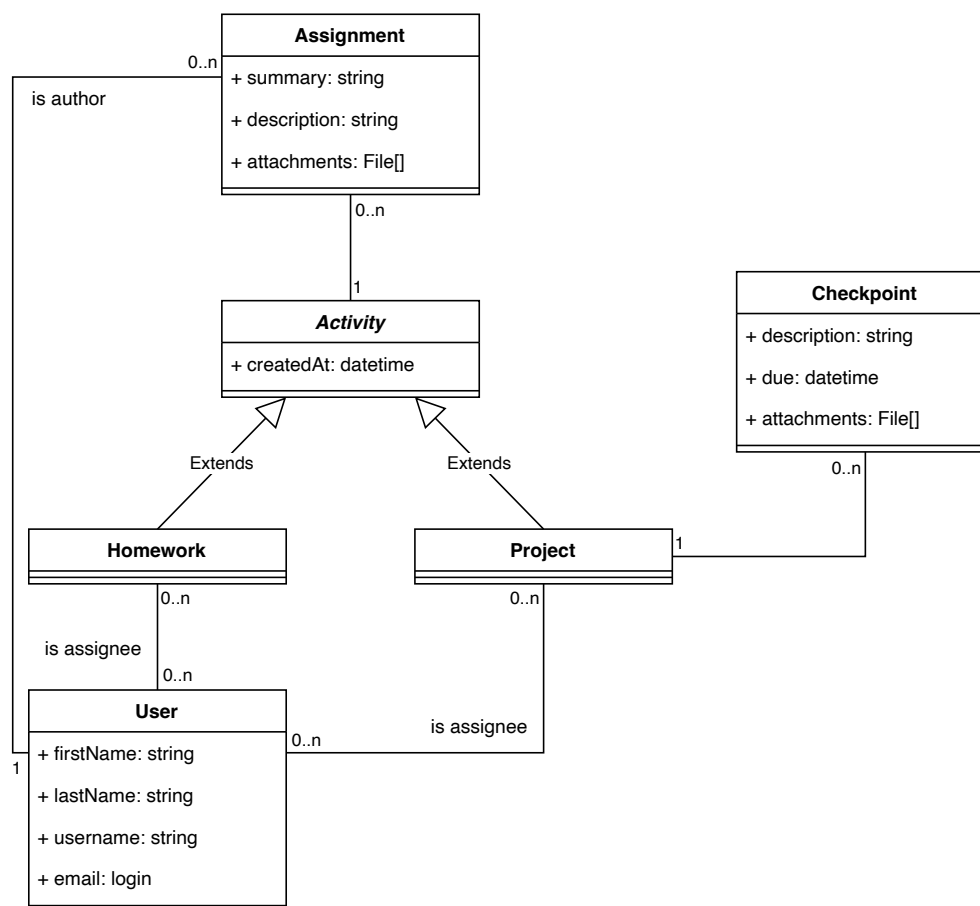 Assignment
+ summary: string
+ description: string
+ attachments: File[]
0..n
is author
0..n
1
Activity
+ createdAt: datetime
Checkpoint
+ description: string
+ due: datetime
+ attachments: File[]
0..n
Extends
Extends
Homework
Project
1
0..n
0..n
is assignee
0..n
User
+ firstName: string
+ lastName: string
+ username: string
+ email: login
0..n
is assignee
1